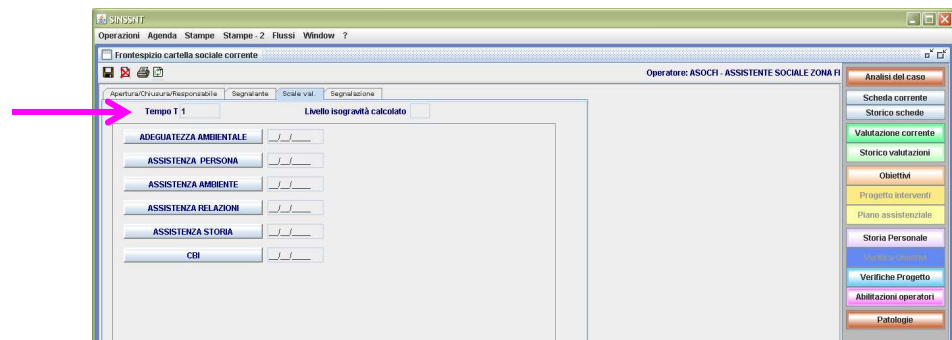 SINSSNT
Operazioni Agenda Stampe Stampe - 2 Flussi Window ?
Frontespizio cartella sociale corrente
Operatore: ASOCFI - ASSISTENTE SOCIALE ZONA FI
Apertura/Chiusura/Responsabile Segnalante Scale val. Segnalazione
Tempo T 1 Livello isogravità calcolato
ADEGUATEZZA AMBIENTALE __/__/____
ASSISTENZA PERSONA __/__/____
ASSISTENZA AMBIENTE __/__/____
ASSISTENZA RELAZIONI __/__/____
ASSISTENZA STORIA __/__/____
CBI __/__/____
Analisi del caso
Scheda corrente
Storico schede
Valutazione corrente
Storico valutazioni
Obiettivi
Progetto interventi
Piano assistenziale
Storia Personale
Verifiche Progetto
Abilitazioni operatori
Patologie